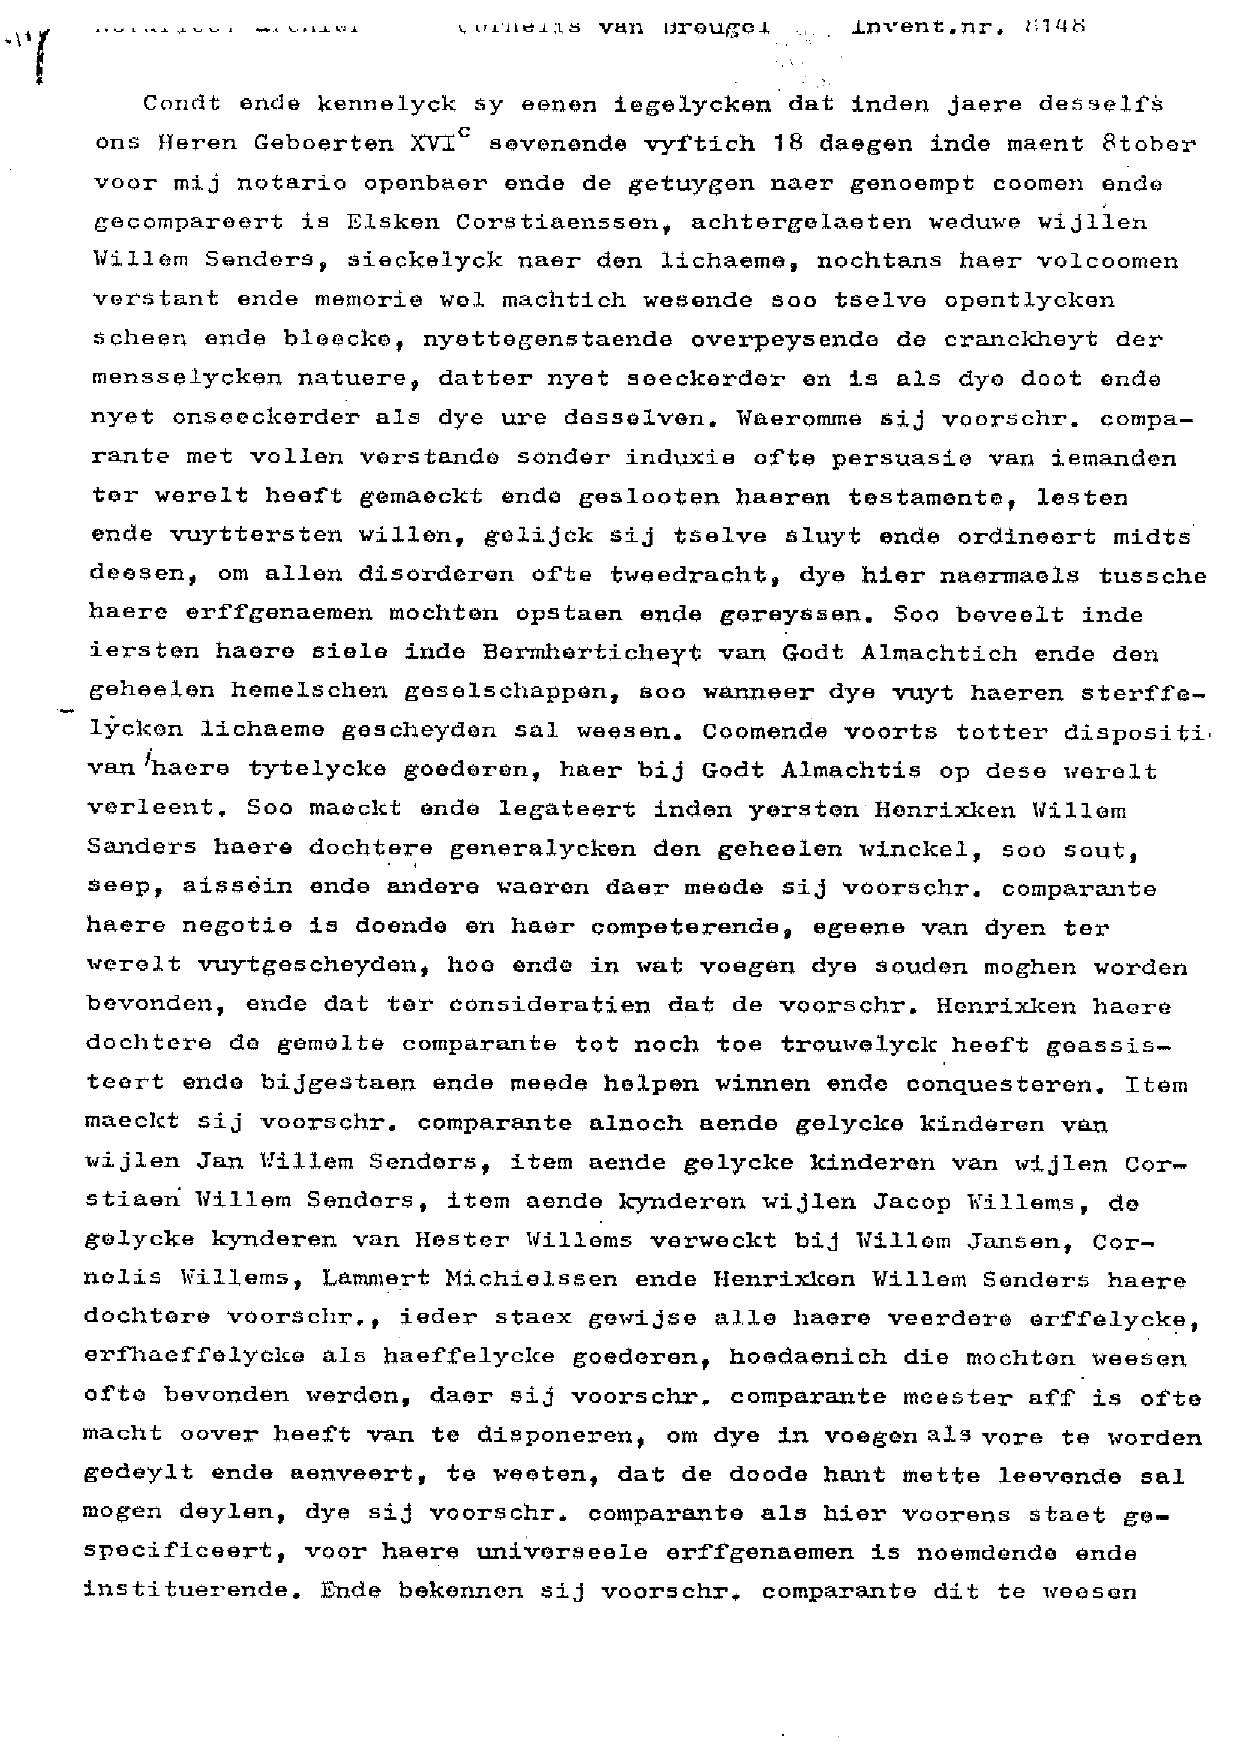 Notarieel Archief Cornelis van Breugel Invent.nr. 8148
Condt ende kennelyck sy eenen iegelycken dat inden jaere desselfs
ons Heren Geboerten XVIc sevenende vyftich 18 daegen inde maent 8tober
voor mij notario openbaer ende de getuygen naer genoempt coomen ende
gecompareert is Elsken Corstiaenssen, achtergelaeten weduwe wijllen
Willem Senders, sieckelyck naer den lichaeme, nochtans haer volcoomen
verstant ende memorie wel machtich wesende soo tselve opentlycken
scheen ende bleecke, nyettegenstaende overpeysende de cranckheyt der
mensselycken natuere, datter nyet seeckerder en is als dye doot ende
nyet onseeckerder als dye ure desselven. Waeromme sij voorschr. compa-
rante met vollen verstande sonder induxie ofte persuasie van iemanden
ter werelt heeft gemaeckt ende geslooten haeren testamente, lesten
ende vuyttersten willen, gelijck sij tselve sluyt ende ordineert midts
deesen, om allen disorderen ofte tweedracht, dye hier naermaels tussche
haere erffgenaemen mochten opstaen ende gereyssen. Soo beveelt inde
iersten haere siele inde Bermherticheyt van Godt Almachtich ende den
geheelen hemelschen geselschappen, soo wanneer dye vuyt haeren sterffe-
lycken lichaeme gescheyden sal weesen. Coomende voorts totter dispositi
van haere tytelycke goederen, haer bij Godt Almachtis op dese werelt
verleent. Soo maeckt ende legateert inden yersten Henrixken Willem
Sanders haere dochtere generalycken den geheelen winckel, soo sout,
seep, aissein ende andere waeren daer meede sij voorschr. comparante
haere negotie is doende en haer competerende, egeene van dyen ter
werelt vuytgescheyden, hoe ende in wat voegen dye souden moghen worden
bevonden, ende dat ter consideratien dat de voorschr. Henrixken haere
dochtere de gemelte comparante tot noch toe trouwelyck heeft geassis-
teert ende bijgestaen ende meede helpen winnen ende conquesteren. Item
maeckt sij voorschr. comparante alnoch aende gelycke kinderen van
wijlen Jan Willem Senders, item aende gelycke kinderen van wijlen Cor-
stiaen Willem Senders, item aende kynderen wijlen Jacop Willems, de
gelycke kynderen van Hester Willems verweckt bij Willem Jansen, Cor-
nelis Willems, Lammert Michielssen ende Henrixken Willem Senders haere
dochtere voorschr., ieder staex gewijse alle haere veerdere erffelycke,
erfhaeffelycke als haeffelycke goederen, hoedaenich die mochten weesen
ofte bevonden werden, daer sij voorschr. comparante meester aff is ofte
macht oover heeft van te disponeren, om dye in voegen als vore te worden
gedeylt ende aenveert, te weeten, dat de doode hant mette leevende sal
mogen deylen, dye sij voorschr. comparante als hier voorens staet ge-
specificeert, voor haere universeele erffgenaemen is noemdende ende
instituerende. Ende bekennen sij voorschr. comparante dit te weesen